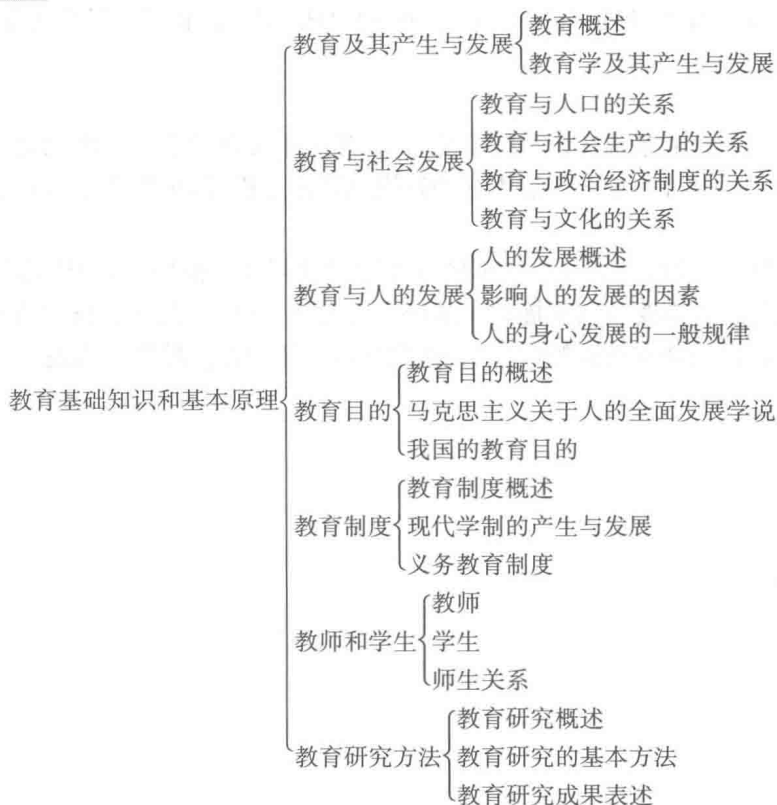 教育及其产生与发展
教育概述
教育学及其产生与发展
教育与社会发展
教育与人口的关系
教育与社会生产力的关系
教育与政治经济制度的关系
教育与文化的关系
教育与人的发展
人的发展概述
影响人的发展的因素
人的身心发展的一般规律
教育基础知识和基本原理
教育目的
教育目的概述
马克思主义关于人的全面发展学说
我国的教育目的
教育制度
教育制度概述
现代学制的产生与发展
义务教育制度
教师和学生
教师
学生
师生关系
教育研究方法
教育研究概述
教育研究的基本方法
教育研究成果表述